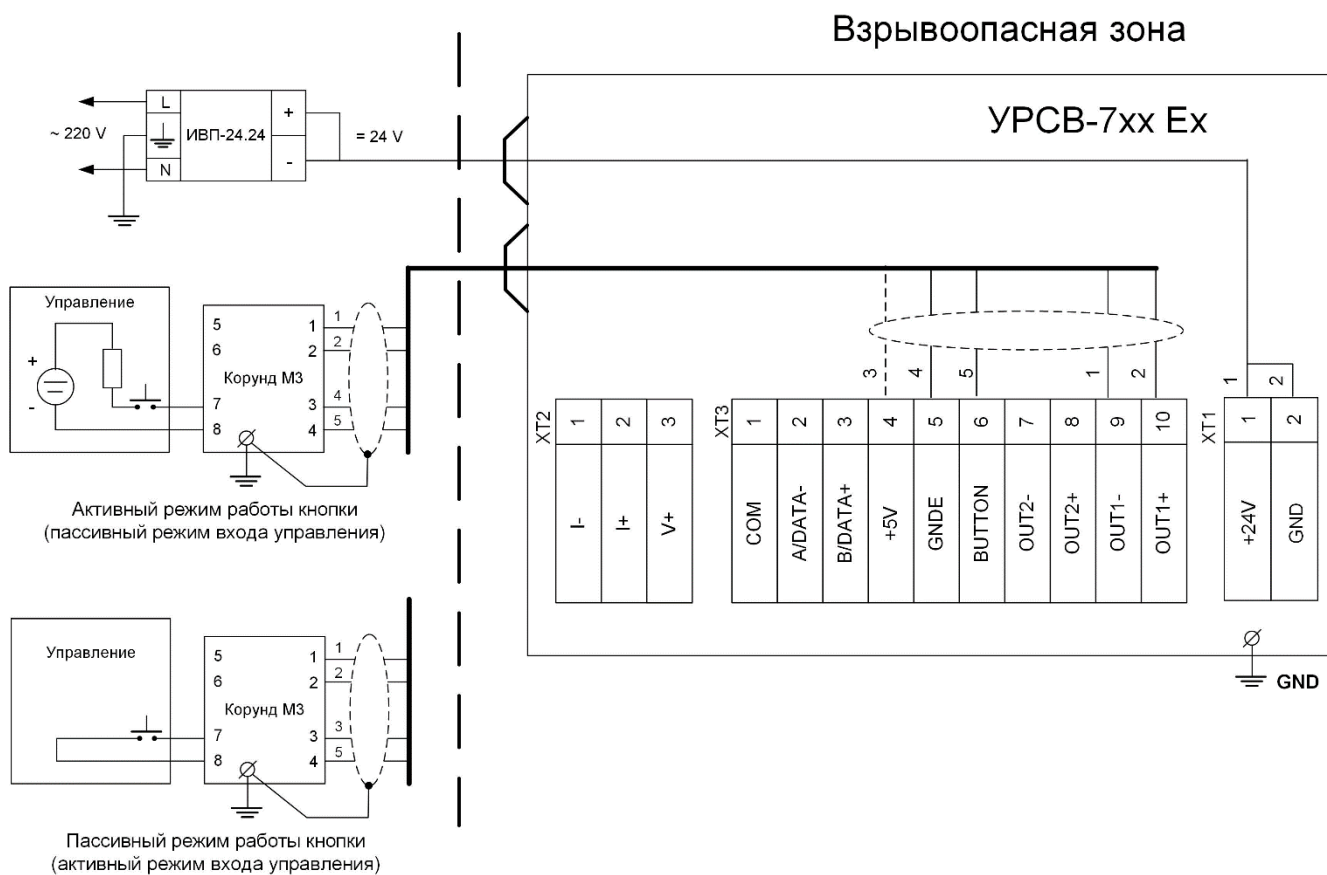 Взрывоопасная зона
УРСВ-7хх Ех
~ 220 V
L
N
ИВП-24.24
+
-
= 24 V
Управление
+
-
5
6
7
8
Корунд М3
1
2
3
4
1
2
4
5
Активный режим работы кнопки
(пассивный режим входа управления)
Управление
5
6
7
8
Корунд М3
1
2
3
4
1
2
3
5
Пассивный режим работы кнопки
(активный режим входа управления)
3
4
5
1
2
1
2
XT2
1
2
3
I-
I+
V+
XT3
1
2
3
4
5
6
7
8
9
10
COM
A/DATA-
B/DATA+
+5V
GNDE
BUTTON
OUT2-
OUT2+
OUT1-
OUT1+
XT1
1
2
+24V
GND
GND